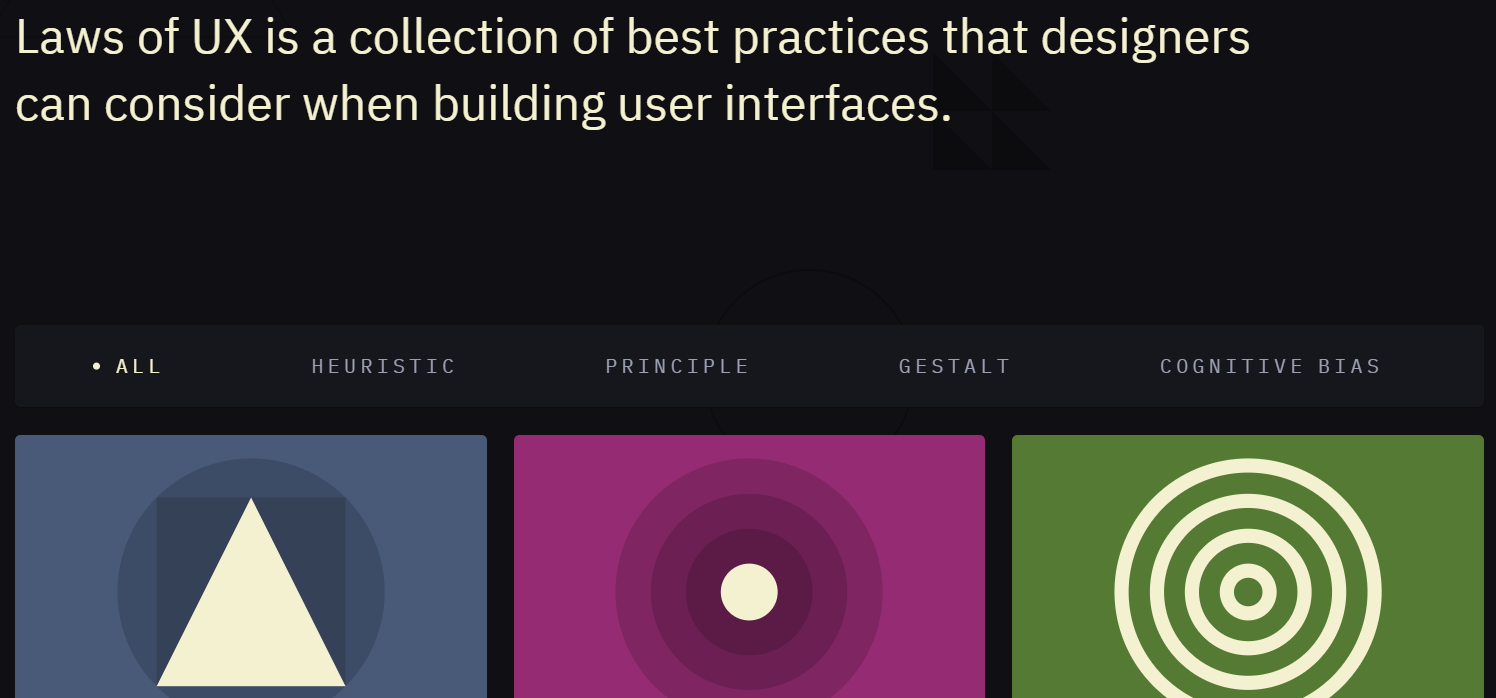 Laws of UX is a collection of best practices that designers
can consider when building user interfaces.
• ALL HEURISTIC PRINCIPLE GESTALT COGNITIVE BIAS